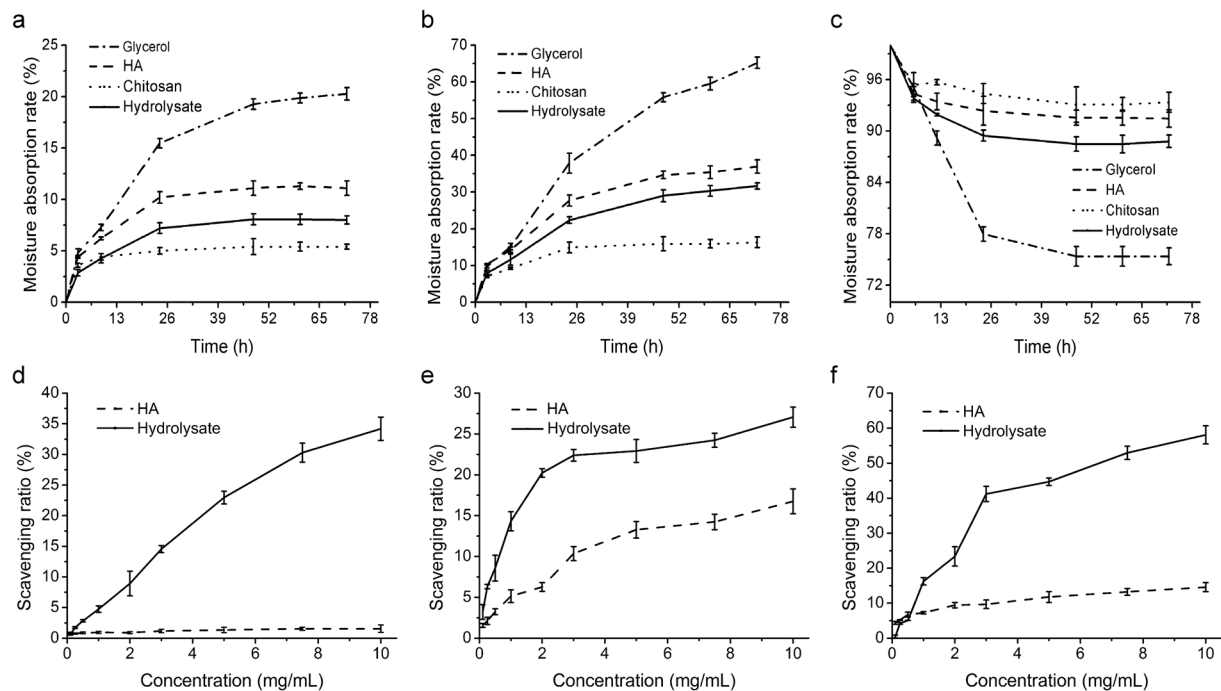 a
25
20
15
10
5
0
Moisture absorption rate (%)
Glycerol
HA
Chitosan
Hydrolysate
0 13 26 39 52 65 78
Time (h)
b
70
60
50
40
30
20
10
0
Moisture absorption rate (%)
Glycerol
HA
Chitosan
Hydrolysate
0 13 26 39 52 65 78
Time (h)
c
96
90
84
78
72
Moisture absorption rate (%)
Glycerol
HA
Chitosan
Hydrolysate
0 13 26 39 52 65 78
Time (h)
d
40
35
30
25
20
15
10
5
0
Scavenging ratio (%)
HA
Hydrolysate
0 2 4 6 8 10
Concentration (mg/mL)
e
30
25
20
15
10
5
0
Scavenging ratio (%)
HA
Hydrolysate
0 2 4 6 8 10
Concentration (mg/mL)
f
70
60
50
40
30
20
10
0
Scavenging ratio (%)
HA
Hydrolysate
0 2 4 6 8 10
Concentration (mg/mL)